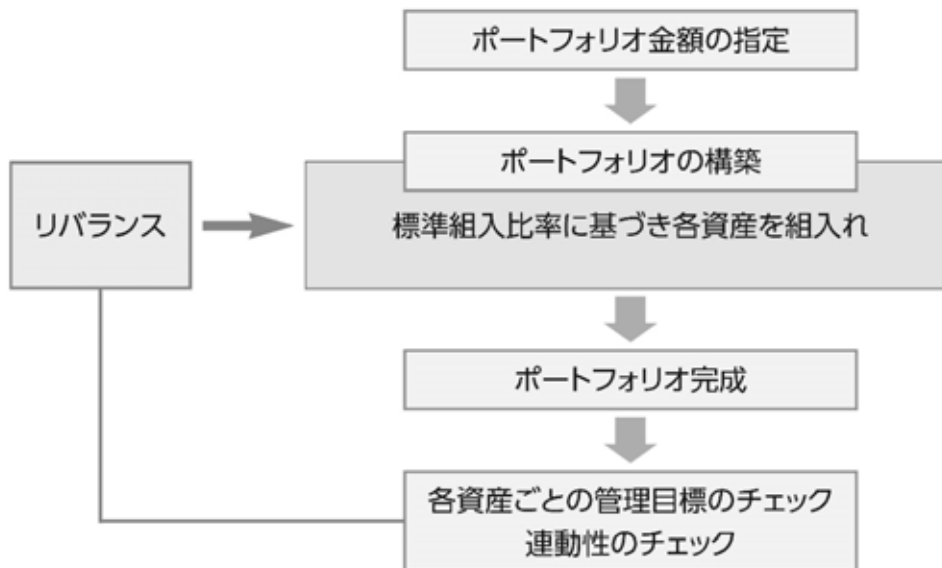 ポートフォリオ金額の指定
ポートフォリオの構築
リバランス
標準組入比率に基づき各資産を組入れ
ポートフォリオ完成
各資産ごとの管理目標のチェック
連動性のチェック